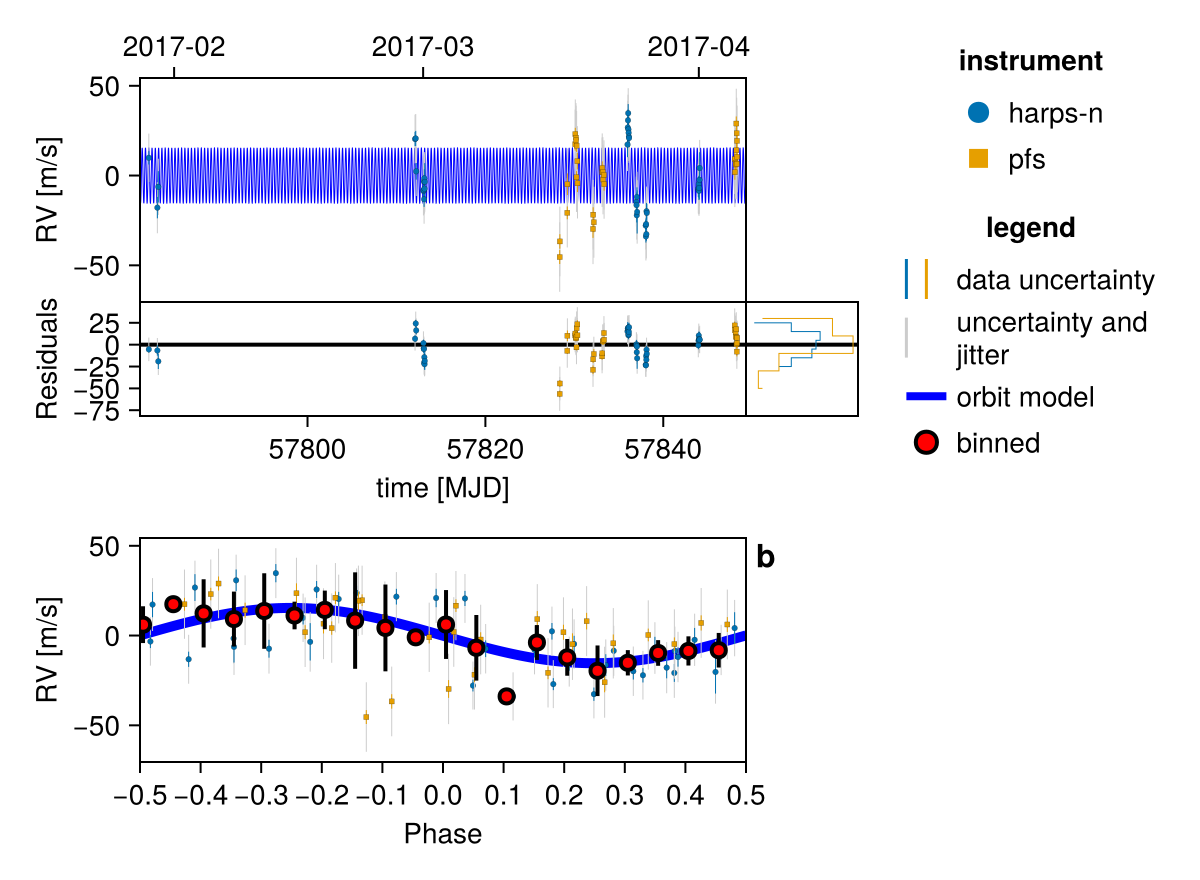 2017-02 2017-03 2017-04
50
0
−50
RV [m/s]
25
0
−25
−50
−75
Residuals
57800 57820 57840
time [MJD]
instrument
harps-n
pfs
legend
data uncertainty
uncertainty and
jitter
orbit model
binned
50
0
−50
RV [m/s]
b
−0.5 −0.4 −0.3 −0.2 −0.1 0.0 0.1 0.2 0.3 0.4 0.5
Phase